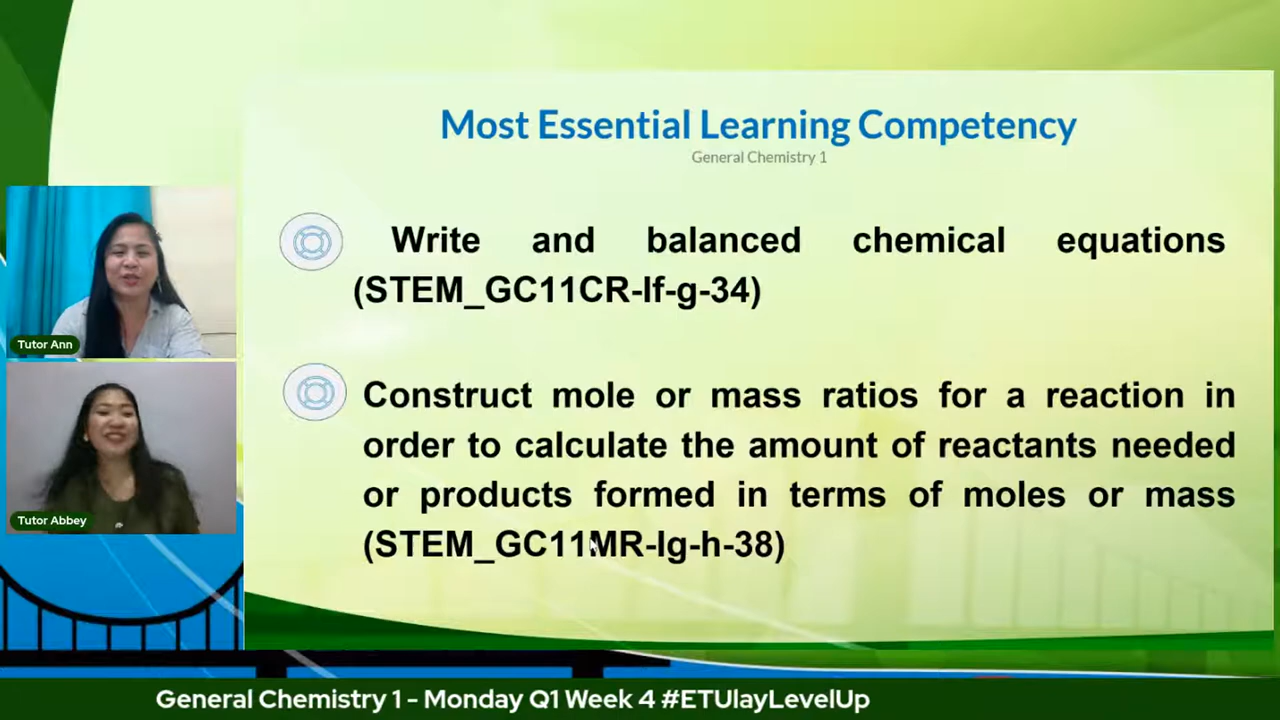 Most Essential Learning Competency
General Chemistry 1
Write and balanced chemical equations
(STEM_GC11CR-If-g-34)
Construct mole or mass ratios for a reaction in
order to calculate the amount of reactants needed
or products formed in terms of moles or mass
(STEM_GC11MR-Ig-h-38)
Tutor Ann
Tutor Abbey
General Chemistry 1 - Monday Q1 Week 4 #ETUlayLevelUp